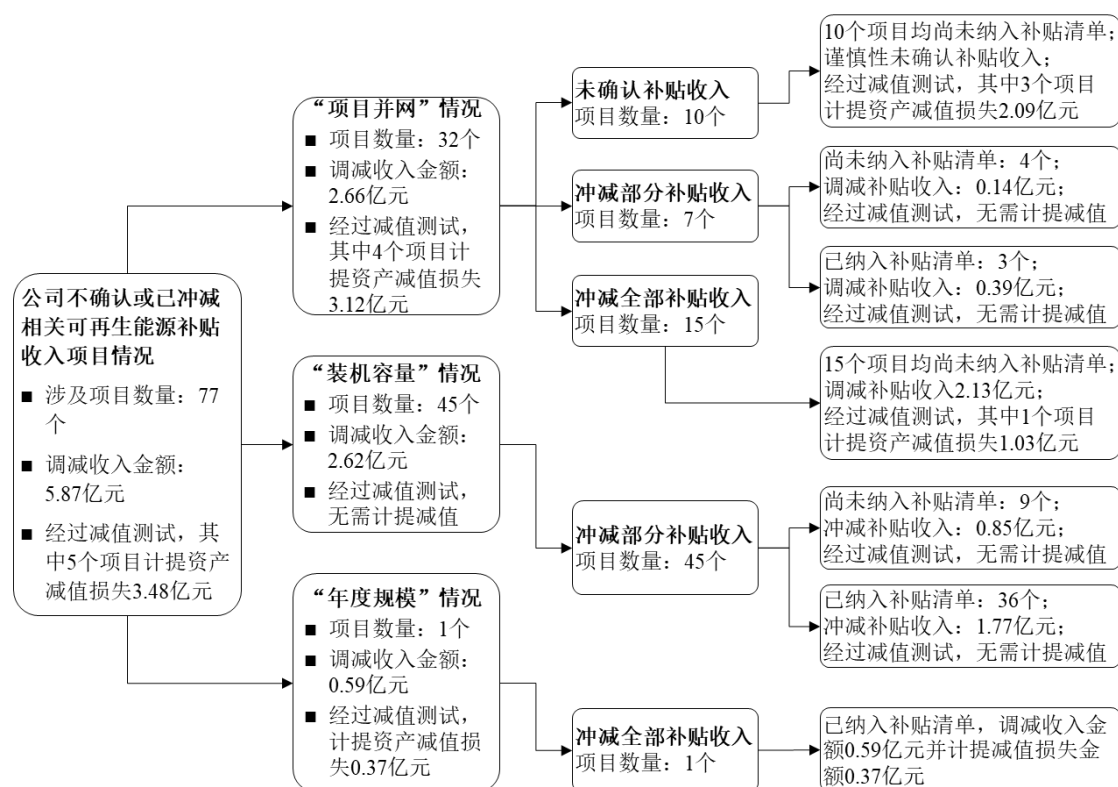 公司不确认或已冲减
相关可再生能源补贴
收入项目情况
■ 涉及项目数量：77
个
■ 调减收入金额：
5.87亿元
■ 经过减值测试，其
中5个项目计提资产
减值损失3.48亿元
“项目并网”情况
■ 项目数量：32个
■ 调减收入金额：
2.66亿元
■ 经过减值测试，
其中4个项目计
提资产减值损失
3.12亿元
“装机容量”情况
■ 项目数量：45个
■ 调减收入金额：
2.62亿元
■ 经过减值测试，
无需计提减值
“年度规模”情况
■ 项目数量：1个
■ 调减收入金额：
0.59亿元
■ 经过减值测试，
计提资产减值损
失0.37亿元
未确认补贴收入
项目数量：10个
冲减部分补贴收入
项目数量：7个
冲减全部补贴收入
项目数量：15个
冲减部分补贴收入
项目数量：45个
冲减全部补贴收入
项目数量：1个
10个项目均尚未纳入补贴清单；
谨慎性未确认补贴收入；
经过减值测试，其中3个项目
计提资产减值损失2.09亿元
尚未纳入补贴清单：4个；
调减补贴收入：0.14亿元；
经过减值测试，无需计提减值
已纳入补贴清单：3个；
调减补贴收入：0.39亿元；
经过减值测试，无需计提减值
15个项目均尚未纳入补贴清单；
调减补贴收入2.13亿元；
经过减值测试，其中1个项目
计提资产减值损失1.03亿元
尚未纳入补贴清单：9个；
冲减补贴收入：0.85亿元；
经过减值测试，无需计提减值
已纳入补贴清单：36个；
冲减补贴收入：1.77亿元；
经过减值测试，无需计提减值
已纳入补贴清单，调减收入金
额0.59亿元并计提减值损失金
额0.37亿元